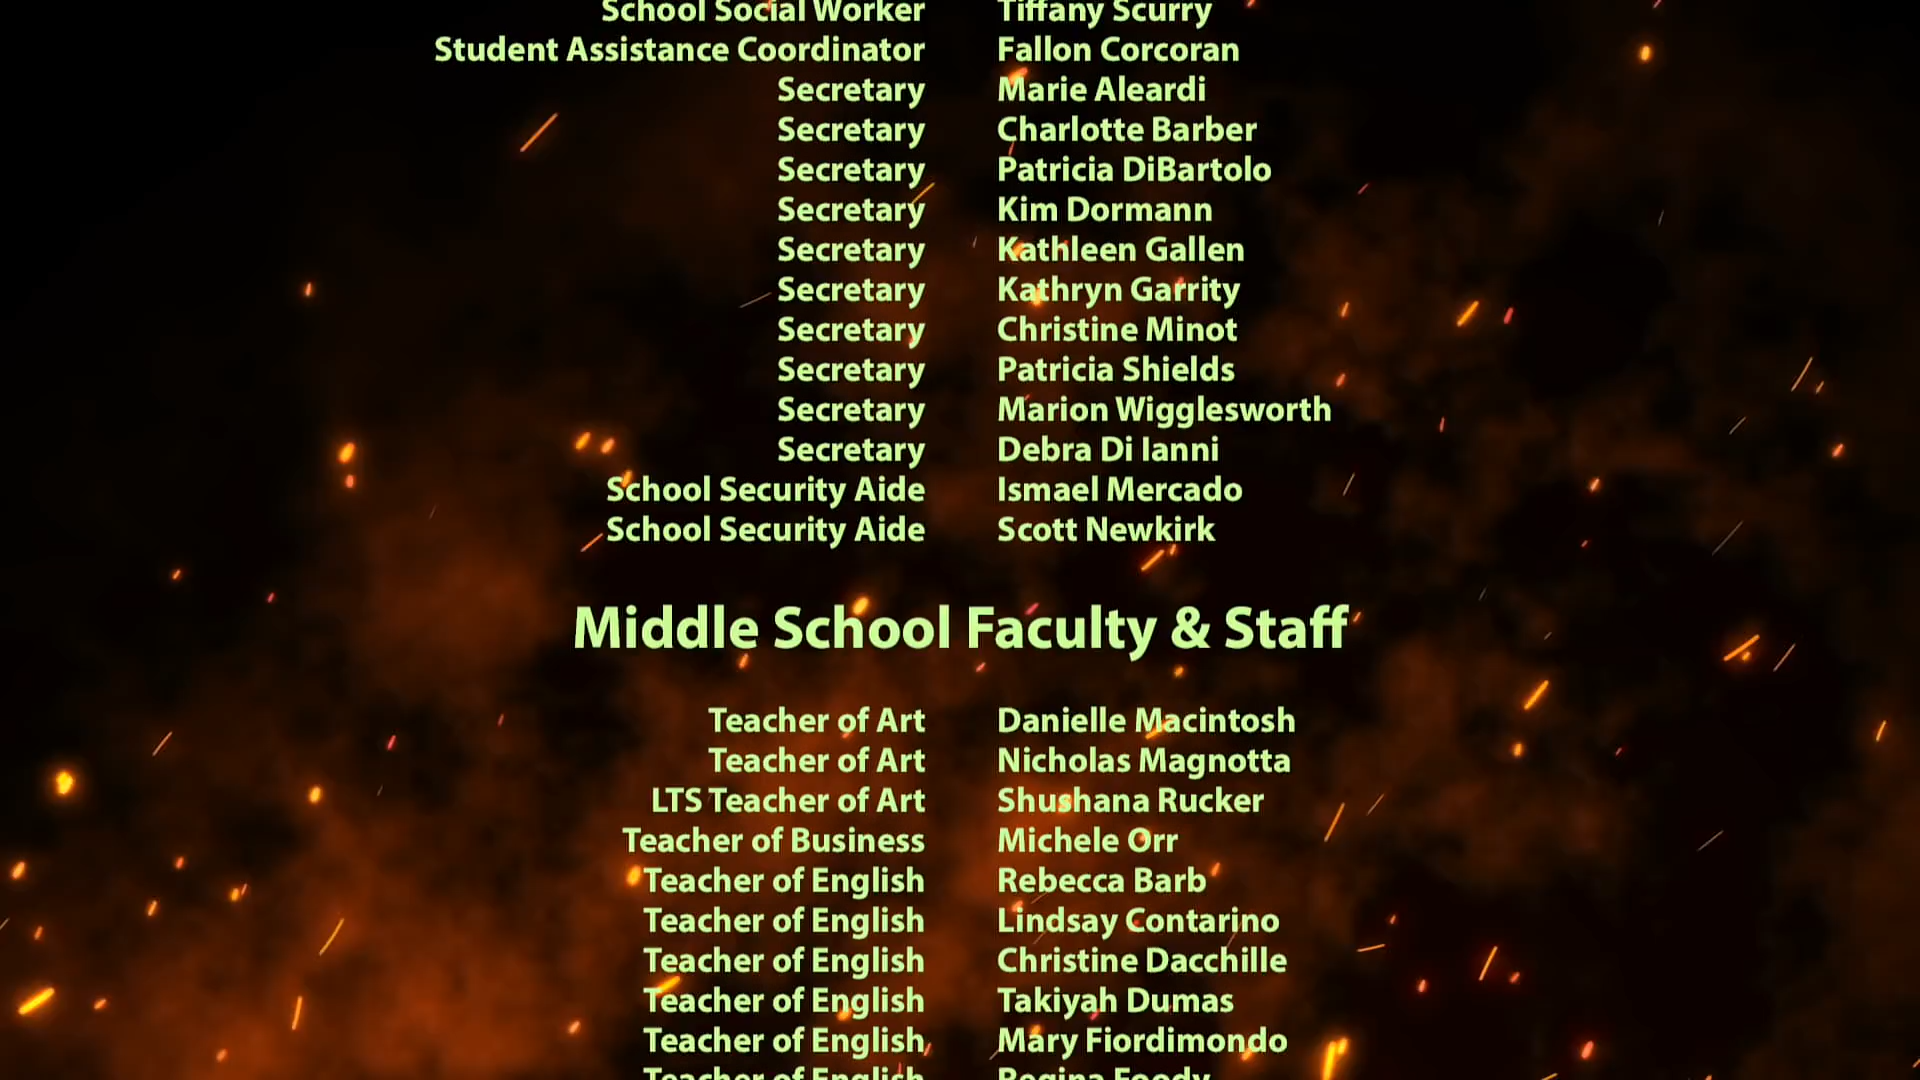 School Social Worker Tiffany Scurry
Student Assistance Coordinator Fallon Corcoran
Secretary Marie Aleardi
Secretary Charlotte Barber
Secretary Patricia DiBartolo
Secretary Kim Dormann
Secretary Kathleen Gallen
Secretary Kathryn Garrity
Secretary Christine Minot
Secretary Patricia Shields
Secretary Marion Wigglesworth
Secretary Debra Di Ianni
School Security Aide Ismael Mercado
School Security Aide Scott Newkirk
Middle School Faculty & Staff
Teacher of Art Danielle Macintosh
Teacher of Art Nicholas Magnotta
LTS Teacher of Art Shushana Rucker
Teacher of Business Michele Orr
Teacher of English Rebecca Barb
Teacher of English Lindsay Contarino
Teacher of English Christine Dacchille
Teacher of English Takiyah Dumas
Teacher of English Mary Fiordimondo
Teacher of English Regina Foody